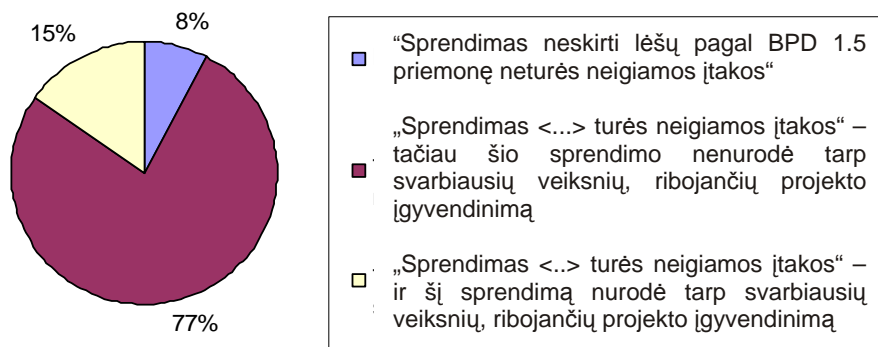 15%
8%
77%
“Sprendimas neskirti lėšų pagal BPD 1.5
priemonę neturės neigiamos įtakos“
„Sprendimas <...> turės neigiamos įtakos“ –
tačiau šio sprendimo nenurodė tarp
svarbiausių veiksnių, ribojančių projekto
įgyvendinimą
„Sprendimas <..> turės neigiamos įtakos“ –
ir šį sprendimą nurodė tarp svarbiausių
veiksnių, ribojančių projekto įgyvendinimą